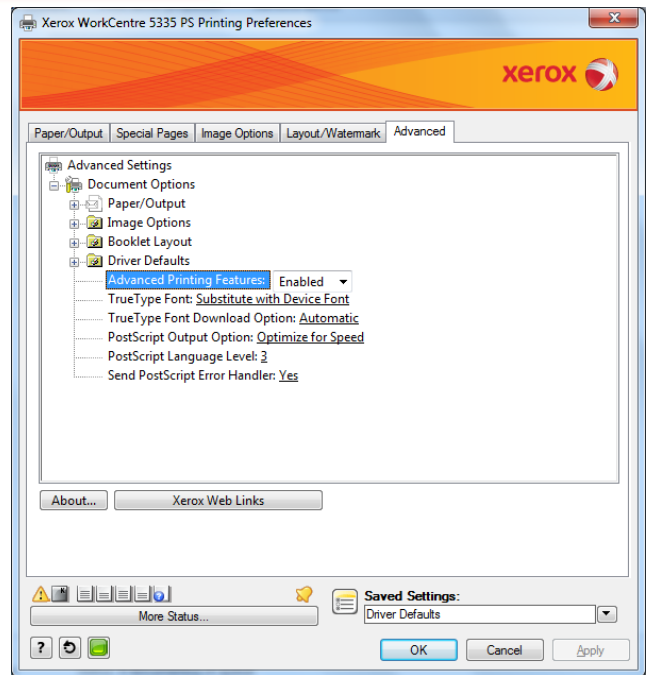 Xerox WorkCentre 5335 PS Printing Preferences
xerox
Paper/Output Special Pages Image Options Layout/Watermark Advanced
Advanced Settings
Document Options
Paper/Output
Image Options
Booklet Layout
Driver Defaults
Advanced Printing Features: Enabled
TrueType Font: Substitute with Device Font
TrueType Font Download Option: Automatic
PostScript Output Option: Optimize for Speed
PostScript Language Level: 3
Send PostScript Error Handler: Yes
About... Xerox Web Links
Saved Settings:
More Status... Driver Defaults
? OK Cancel Apply